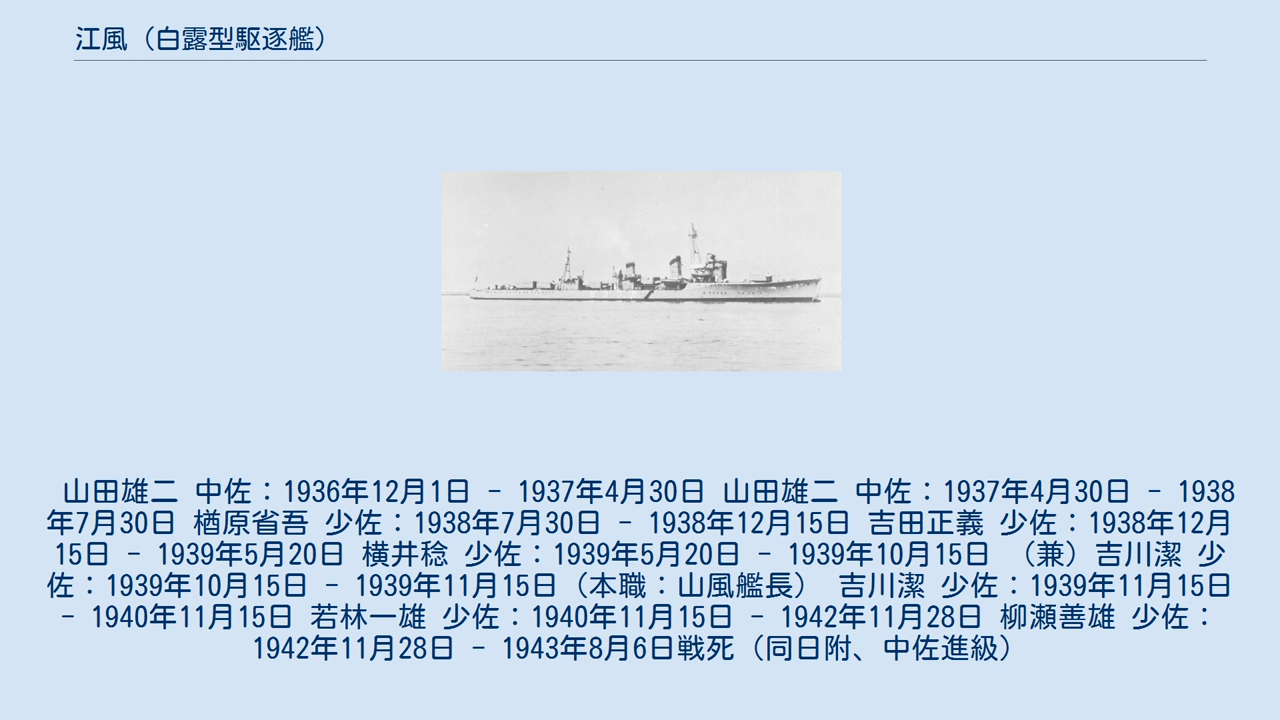 江風（白露型駆逐艦）
山田雄二 中佐：1936年12月1日 - 1937年4月30日 山田雄二 中佐：1937年4月30日 - 1938
年7月30日 楢原省吾 少佐：1938年7月30日 - 1938年12月15日 吉田正義 少佐：1938年12月
15日 - 1939年5月20日 横井稔 少佐：1939年5月20日 - 1939年10月15日 （兼）吉川潔 少
佐：1939年10月15日 - 1939年11月15日（本職：山風艦長） 吉川潔 少佐：1939年11月15日
- 1940年11月15日 若林一雄 少佐：1940年11月15日 - 1942年11月28日 柳瀬善雄 少佐：
1942年11月28日 - 1943年8月6日戦死（同日附、中佐進級）